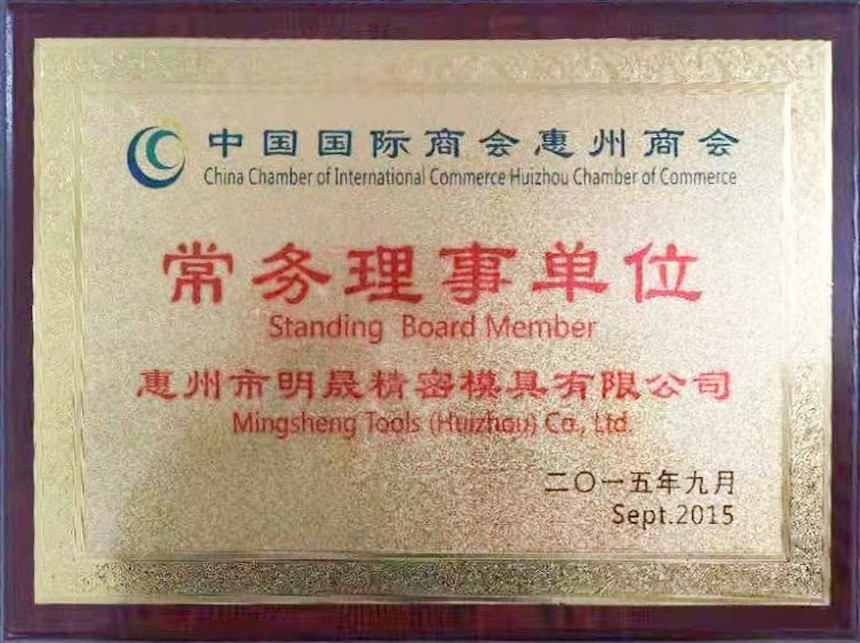 中国国际商会惠州商会
China Chamber of International Commerce Huizhou Chamber of Commerce
常务理事单位
Standing Board Member
惠州市明晟精密模具有限公司
Mingsheng Tools (Huizhou) Co., Ltd.
二〇一五年九月
Sept.2015